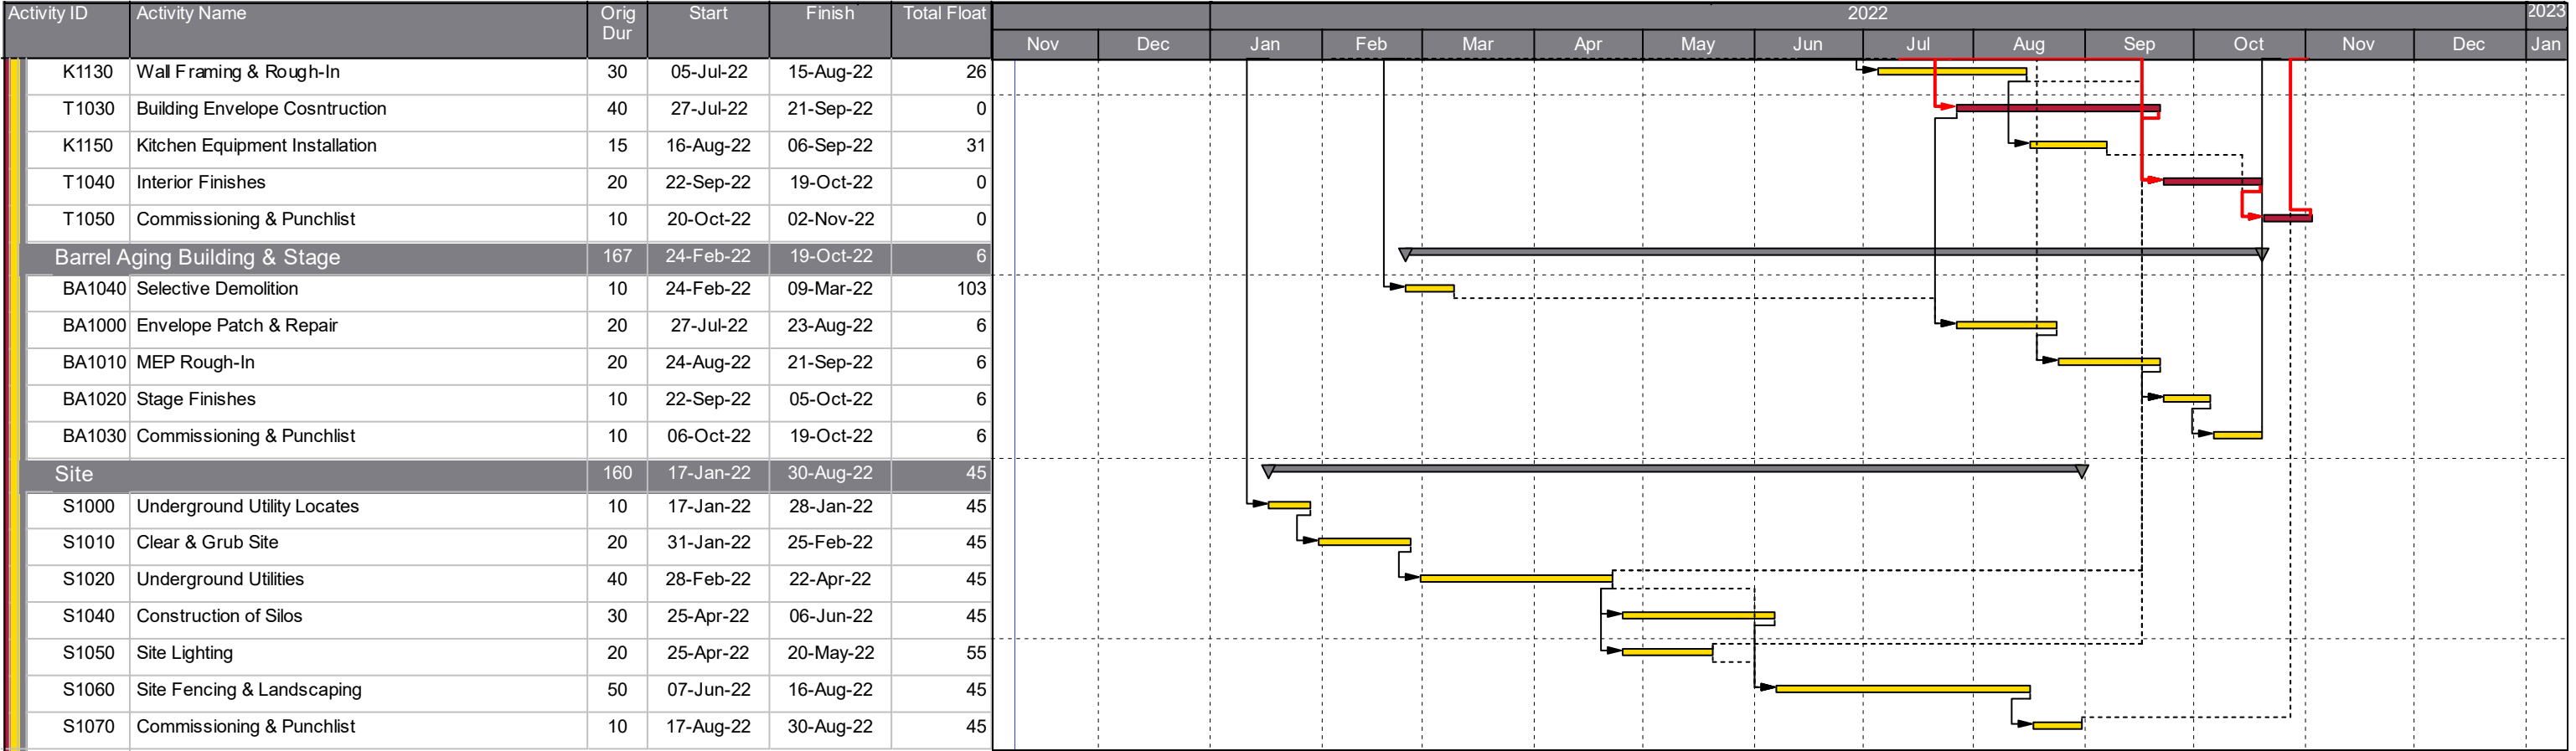 Activity ID Activity Name Orig Dur Start Finish Total Float 2022 2023
Nov Dec Jan Feb Mar Apr May Jun Jul Aug Sep Oct Nov Dec Jan
K1130 Wall Framing & Rough-In 30 05-Jul-22 15-Aug-22 26
T1030 Building Envelope Cosntruction 40 27-Jul-22 21-Sep-22 0
K1150 Kitchen Equipment Installation 15 16-Aug-22 06-Sep-22 31
T1040 Interior Finishes 20 22-Sep-22 19-Oct-22 0
T1050 Commissioning & Punchlist 10 20-Oct-22 02-Nov-22 0
Barrel Aging Building & Stage 167 24-Feb-22 19-Oct-22 6
BA1040 Selective Demolition 10 24-Feb-22 09-Mar-22 103
BA1000 Envelope Patch & Repair 20 27-Jul-22 23-Aug-22 6
BA1010 MEP Rough-In 20 24-Aug-22 21-Sep-22 6
BA1020 Stage Finishes 10 22-Sep-22 05-Oct-22 6
BA1030 Commissioning & Punchlist 10 06-Oct-22 19-Oct-22 6
Site 160 17-Jan-22 30-Aug-22 45
S1000 Underground Utility Locates 10 17-Jan-22 28-Jan-22 45
S1010 Clear & Grub Site 20 31-Jan-22 25-Feb-22 45
S1020 Underground Utilities 40 28-Feb-22 22-Apr-22 45
S1040 Construction of Silos 30 25-Apr-22 06-Jun-22 45
S1050 Site Lighting 20 25-Apr-22 20-May-22 55
S1060 Site Fencing & Landscaping 50 07-Jun-22 16-Aug-22 45
S1070 Commissioning & Punchlist 10 17-Aug-22 30-Aug-22 45